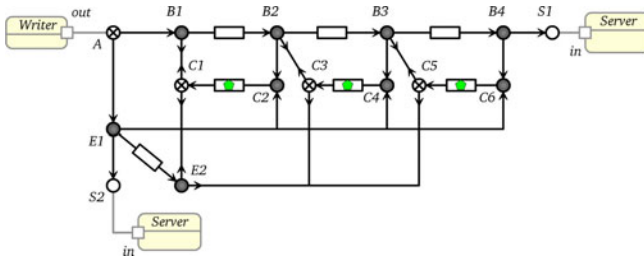 Writer
out
A
B1
B2
B3
B4
S1
Server
in
C1
C2
C3
C4
C5
C6
E1
E2
S2
Server
in